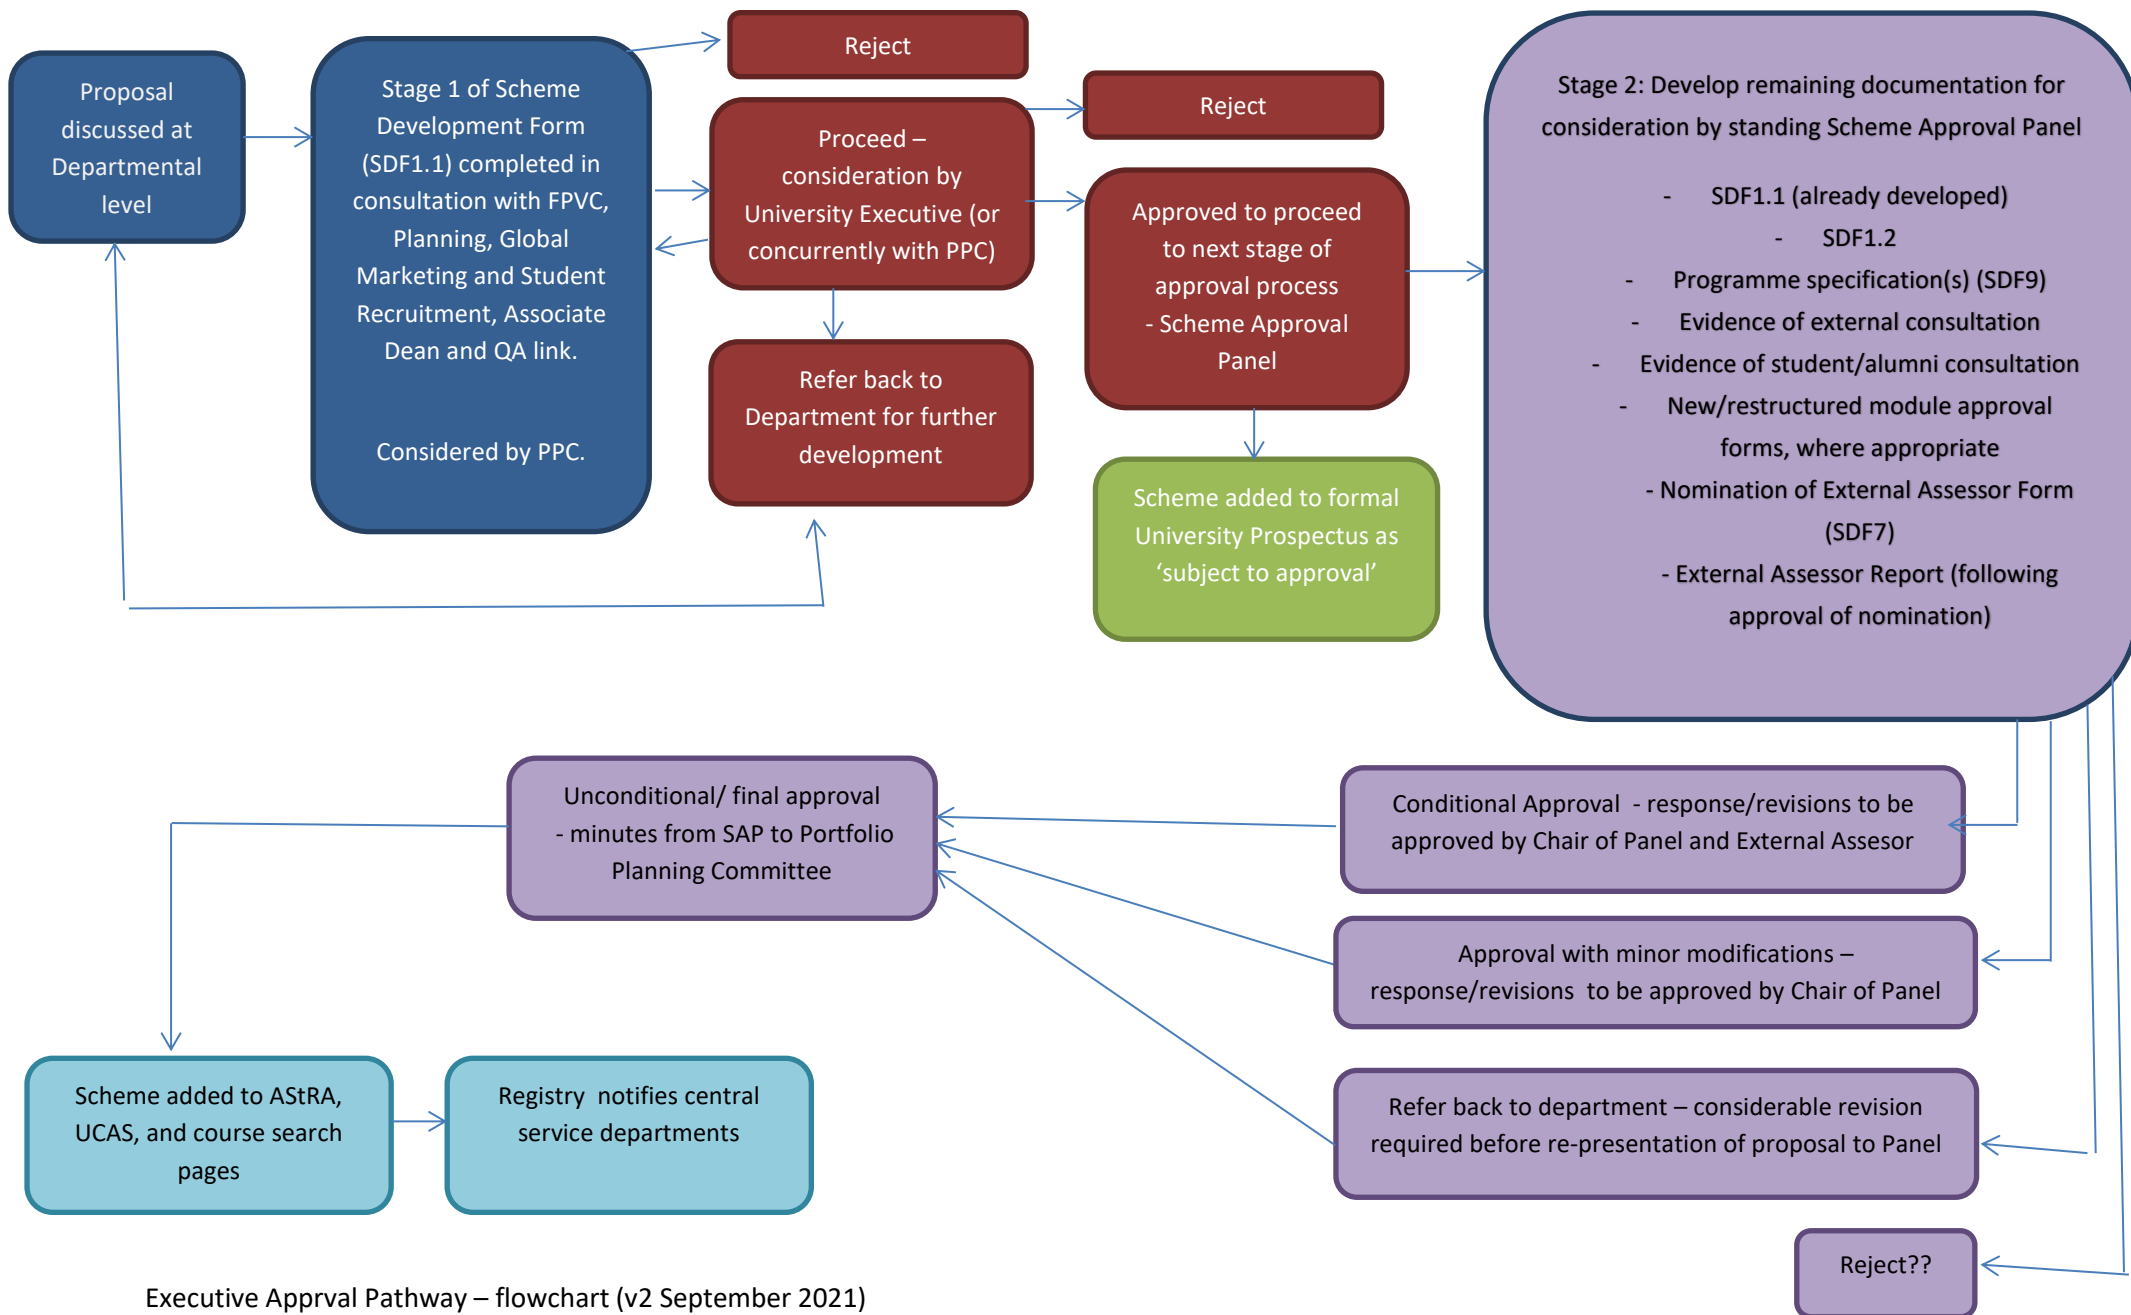 Proposal
discussed at
Departmental
level
Stage 1 of Scheme
Development Form
(SDF1.1) completed in
consultation with FPVC,
Planning, Global
Marketing and Student
Recruitment, Associate
Dean and QA link.
Considered by PPC.
Reject
Proceed –
consideration by
University Executive (or
concurrently with PPC)
Refer back to
Department for further
development
Reject
Approved to proceed
to next stage of
approval process
- Scheme Approval
Panel
Scheme added to formal
University Prospectus as
‘subject to approval’
Stage 2: Develop remaining documentation for
consideration by standing Scheme Approval Panel
- SDF1.1 (already developed)
- SDF1.2
- Programme specification(s) (SDF9)
- Evidence of external consultation
- Evidence of student/alumni consultation
- New/restructured module approval
forms, where appropriate
- Nomination of External Assessor Form
(SDF7)
- External Assessor Report (following
approval of nomination)
Conditional Approval - response/revisions to be
approved by Chair of Panel and External Assesor
Approval with minor modifications –
response/revisions to be approved by Chair of Panel
Refer back to department – considerable revision
required before re-presentation of proposal to Panel
Reject??
Unconditional/ final approval
- minutes from SAP to Portfolio
Planning Committee
Scheme added to AStRA,
UCAS, and course search
pages
Registry notifies central
service departments
Executive Apprval Pathway – flowchart (v2 September 2021)